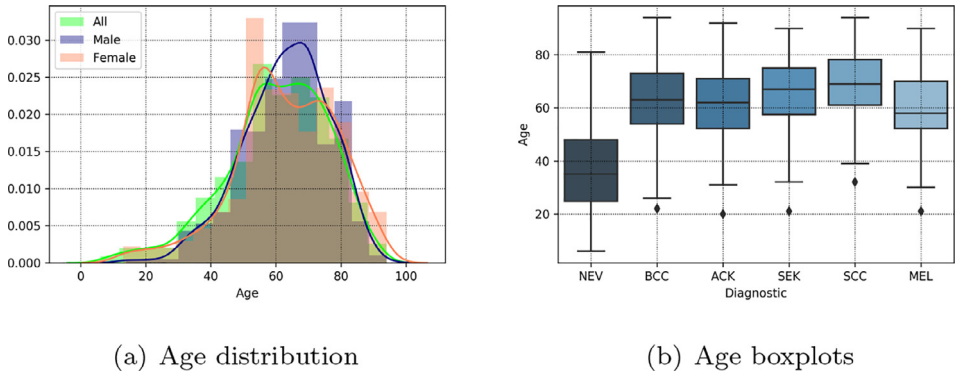 All
Male
Female
0.030
0.025
0.020
0.015
0.010
0.005
0.000
0 20 40 60 80 100
Age
(a) Age distribution
Age
80
60
40
20
NEV BCC ACK SEK SCC MEL
Diagnostic
(b) Age boxplots